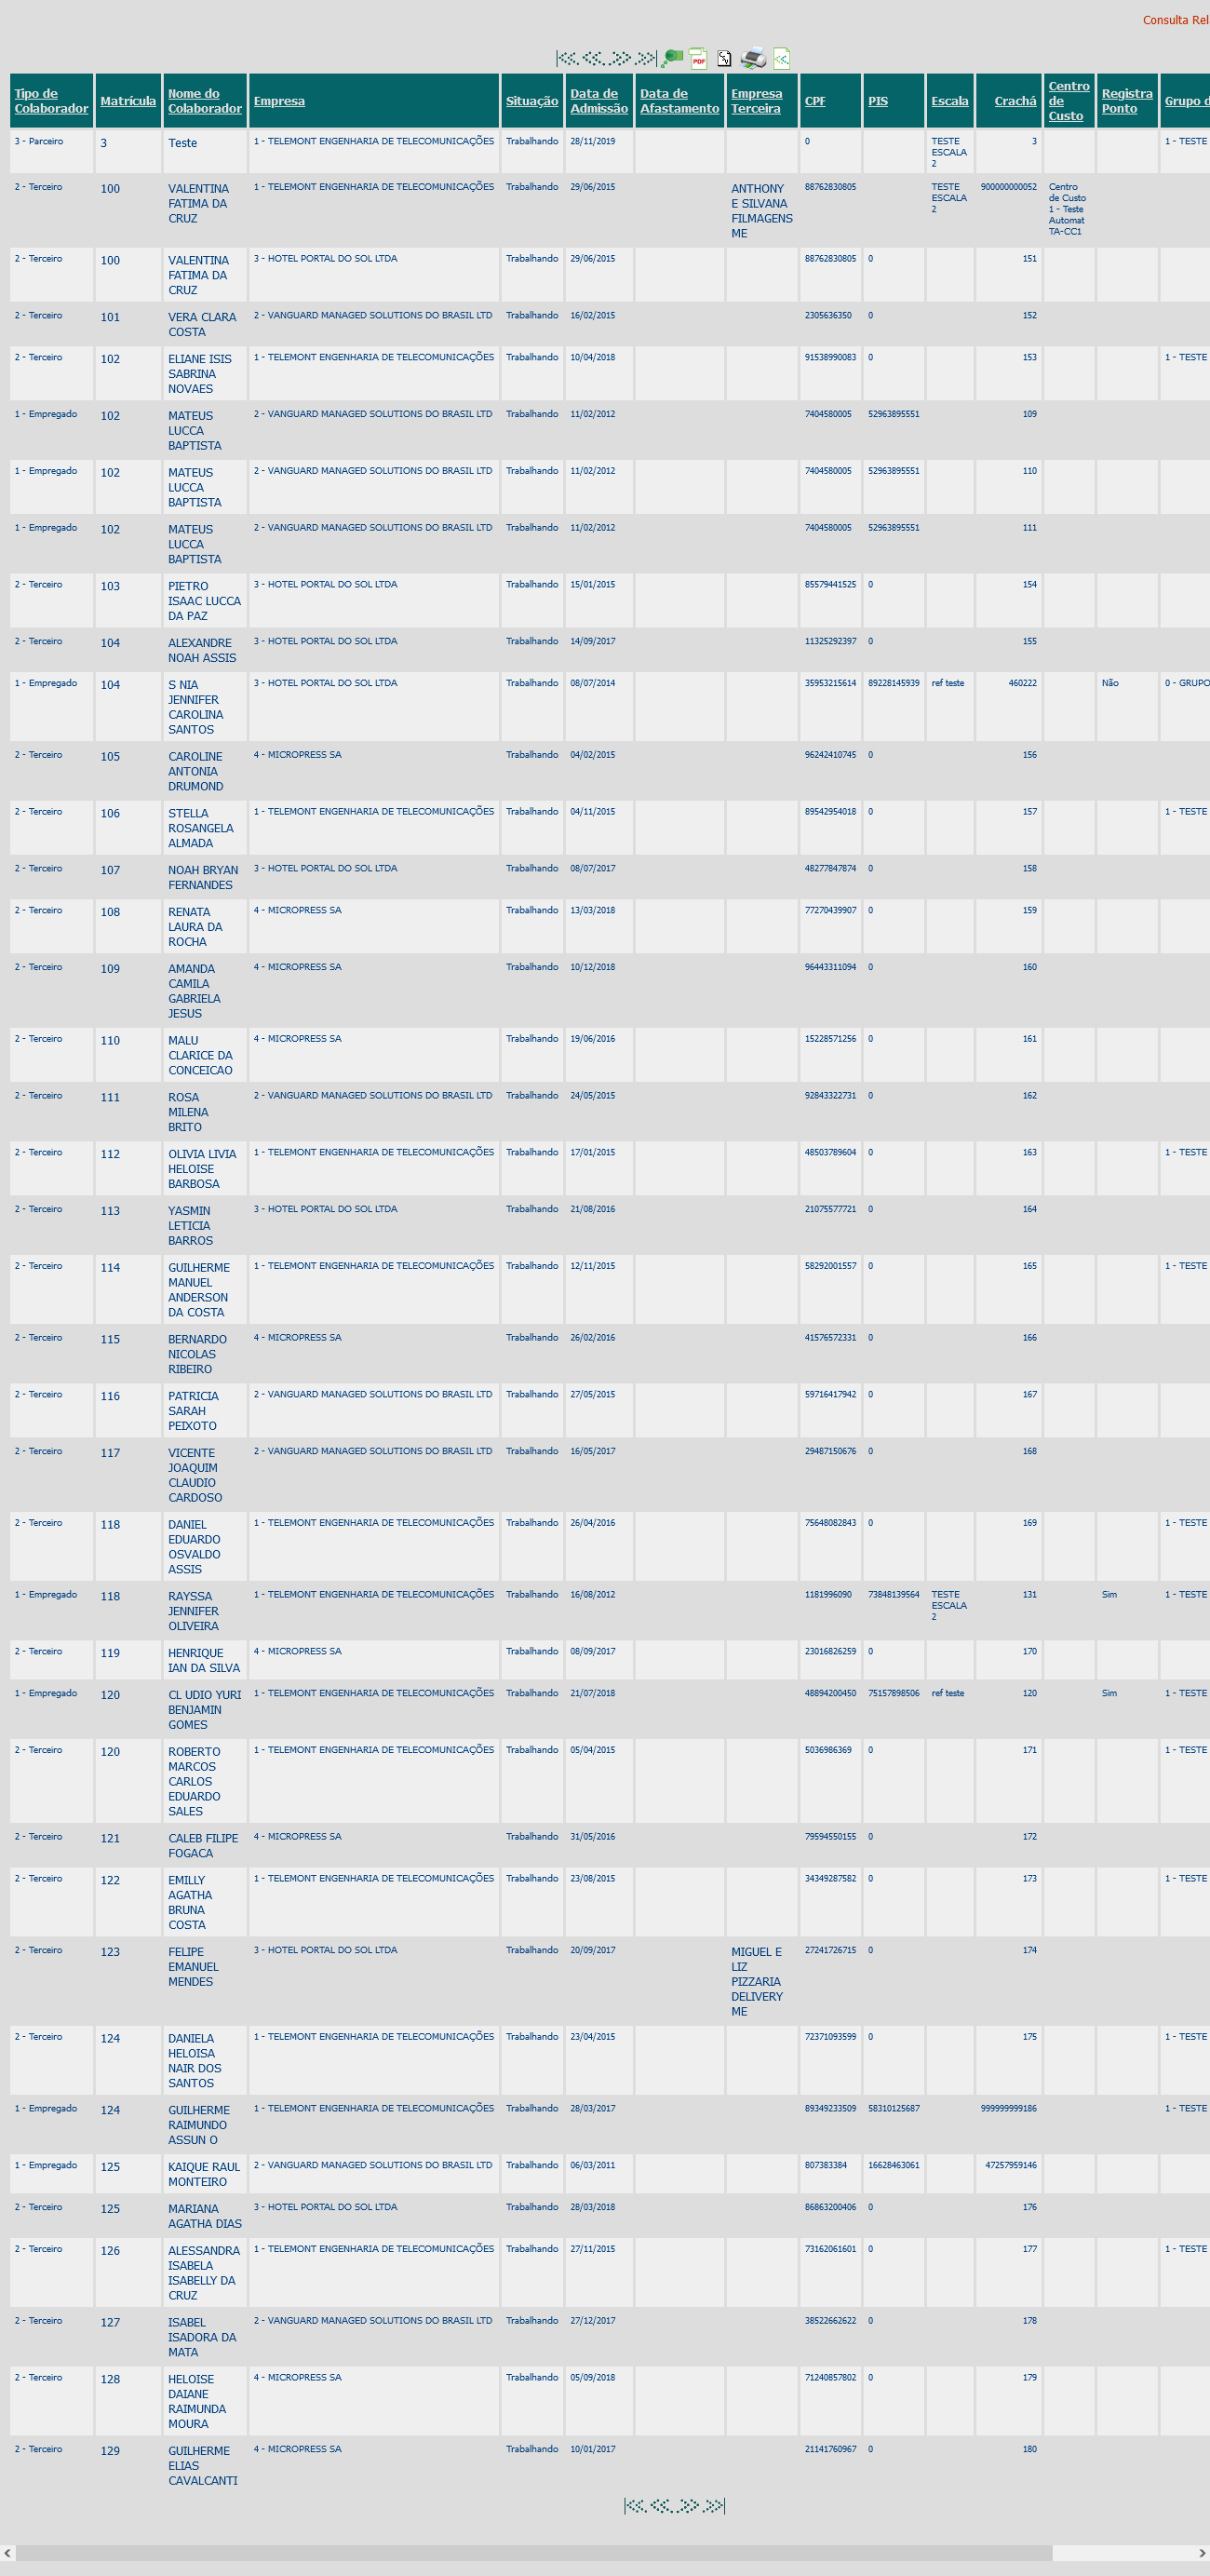 Consulta Rel
Tipo de Colaborador Matrícula Nome do Colaborador Empresa Situação Data de Admissão Data de Afastamento Empresa Terceira CPF PIS Escala Crachá Centro de Custo Registra Ponto Grupo d
3 - Parceiro 3 Teste 1 - TELEMONT ENGENHARIA DE TELECOMUNICAÇÕES Trabalhando 28/11/2019 0 TESTE ESCALA 2 3 1 - TESTE
2 - Terceiro 100 VALENTINA FATIMA DA CRUZ 1 - TELEMONT ENGENHARIA DE TELECOMUNICAÇÕES Trabalhando 29/06/2015 ANTHONY E SILVANA FILMAGENS ME 88762830805 TESTE ESCALA 2 900000000052 Centro de Custo 1 - Teste Automat TA-CC1
2 - Terceiro 100 VALENTINA FATIMA DA CRUZ 3 - HOTEL PORTAL DO SOL LTDA Trabalhando 29/06/2015 88762830805 0 151
2 - Terceiro 101 VERA CLARA COSTA 2 - VANGUARD MANAGED SOLUTIONS DO BRASIL LTD Trabalhando 16/02/2015 2305636350 0 152
2 - Terceiro 102 ELIANE ISIS SABRINA NOVAES 1 - TELEMONT ENGENHARIA DE TELECOMUNICAÇÕES Trabalhando 10/04/2018 91538990083 0 153 1 - TESTE
1 - Empregado 102 MATEUS LUCCA BAPTISTA 2 - VANGUARD MANAGED SOLUTIONS DO BRASIL LTD Trabalhando 11/02/2012 7404580005 52963895551 109
1 - Empregado 102 MATEUS LUCCA BAPTISTA 2 - VANGUARD MANAGED SOLUTIONS DO BRASIL LTD Trabalhando 11/02/2012 7404580005 52963895551 110
1 - Empregado 102 MATEUS LUCCA BAPTISTA 2 - VANGUARD MANAGED SOLUTIONS DO BRASIL LTD Trabalhando 11/02/2012 7404580005 52963895551 111
2 - Terceiro 103 PIETRO ISAAC LUCCA DA PAZ 3 - HOTEL PORTAL DO SOL LTDA Trabalhando 15/01/2015 85579441525 0 154
2 - Terceiro 104 ALEXANDRE NOAH ASSIS 3 - HOTEL PORTAL DO SOL LTDA Trabalhando 14/09/2017 11325292397 0 155
1 - Empregado 104 S NIA JENNIFER CAROLINA SANTOS 3 - HOTEL PORTAL DO SOL LTDA Trabalhando 08/07/2014 35953215614 89228145939 ref teste 460222 Não 0 - GRUPO
2 - Terceiro 105 CAROLINE ANTONIA DRUMOND 4 - MICROPRESS SA Trabalhando 04/02/2015 96242410745 0 156
2 - Terceiro 106 STELLA ROSANGELA ALMADA 1 - TELEMONT ENGENHARIA DE TELECOMUNICAÇÕES Trabalhando 04/11/2015 89542954018 0 157 1 - TESTE
2 - Terceiro 107 NOAH BRYAN FERNANDES 3 - HOTEL PORTAL DO SOL LTDA Trabalhando 08/07/2017 48277847874 0 158
2 - Terceiro 108 RENATA LAURA DA ROCHA 4 - MICROPRESS SA Trabalhando 13/03/2018 77270439907 0 159
2 - Terceiro 109 AMANDA CAMILA GABRIELA JESUS 4 - MICROPRESS SA Trabalhando 10/12/2018 96443311094 0 160
2 - Terceiro 110 MALU CLARICE DA CONCEICAO 4 - MICROPRESS SA Trabalhando 19/06/2016 15228571256 0 161
2 - Terceiro 111 ROSA MILENA BRITO 2 - VANGUARD MANAGED SOLUTIONS DO BRASIL LTD Trabalhando 24/05/2015 92843322731 0 162
2 - Terceiro 112 OLIVIA LIVIA HELOISE BARBOSA 1 - TELEMONT ENGENHARIA DE TELECOMUNICAÇÕES Trabalhando 17/01/2015 48503789604 0 163 1 - TESTE
2 - Terceiro 113 YASMIN LETICIA BARROS 3 - HOTEL PORTAL DO SOL LTDA Trabalhando 21/08/2016 21075577721 0 164
2 - Terceiro 114 GUILHERME MANUEL ANDERSON DA COSTA 1 - TELEMONT ENGENHARIA DE TELECOMUNICAÇÕES Trabalhando 12/11/2015 58292001557 0 165 1 - TESTE
2 - Terceiro 115 BERNARDO NICOLAS RIBEIRO 4 - MICROPRESS SA Trabalhando 26/02/2016 41576572331 0 166
2 - Terceiro 116 PATRICIA SARAH PEIXOTO 2 - VANGUARD MANAGED SOLUTIONS DO BRASIL LTD Trabalhando 27/05/2015 59716417942 0 167
2 - Terceiro 117 VICENTE JOAQUIM CLAUDIO CARDOSO 2 - VANGUARD MANAGED SOLUTIONS DO BRASIL LTD Trabalhando 16/05/2017 29487150676 0 168
2 - Terceiro 118 DANIEL EDUARDO OSVALDO ASSIS 1 - TELEMONT ENGENHARIA DE TELECOMUNICAÇÕES Trabalhando 26/04/2016 75648082843 0 169 1 - TESTE
1 - Empregado 118 RAYSSA JENNIFER OLIVEIRA 1 - TELEMONT ENGENHARIA DE TELECOMUNICAÇÕES Trabalhando 16/08/2012 1181996090 73848139564 TESTE ESCALA 2 131 Sim 1 - TESTE
2 - Terceiro 119 HENRIQUE IAN DA SILVA 4 - MICROPRESS SA Trabalhando 08/09/2017 23016826259 0 170
1 - Empregado 120 CL UDIO YURI BENJAMIN GOMES 1 - TELEMONT ENGENHARIA DE TELECOMUNICAÇÕES Trabalhando 21/07/2018 48894200450 75157898506 ref teste 120 Sim 1 - TESTE
2 - Terceiro 120 ROBERTO MARCOS CARLOS EDUARDO SALES 1 - TELEMONT ENGENHARIA DE TELECOMUNICAÇÕES Trabalhando 05/04/2015 5036986369 0 171 1 - TESTE
2 - Terceiro 121 CALEB FILIPE FOGACA 4 - MICROPRESS SA Trabalhando 31/05/2016 79594550155 0 172
2 - Terceiro 122 EMILLY AGATHA BRUNA COSTA 1 - TELEMONT ENGENHARIA DE TELECOMUNICAÇÕES Trabalhando 23/08/2015 34349287582 0 173 1 - TESTE
2 - Terceiro 123 FELIPE EMANUEL MENDES 3 - HOTEL PORTAL DO SOL LTDA Trabalhando 20/09/2017 MIGUEL E LIZ PIZZARIA DELIVERY ME 27241726715 0 174
2 - Terceiro 124 DANIELA HELOISA NAIR DOS SANTOS 1 - TELEMONT ENGENHARIA DE TELECOMUNICAÇÕES Trabalhando 23/04/2015 72371093599 0 175 1 - TESTE
1 - Empregado 124 GUILHERME RAIMUNDO ASSUN O 1 - TELEMONT ENGENHARIA DE TELECOMUNICAÇÕES Trabalhando 28/03/2017 89349233509 58310125687 999999999186 1 - TESTE
1 - Empregado 125 KAIQUE RAUL MONTEIRO 2 - VANGUARD MANAGED SOLUTIONS DO BRASIL LTD Trabalhando 06/03/2011 807383384 16628463061 47257959146
2 - Terceiro 125 MARIANA AGATHA DIAS 3 - HOTEL PORTAL DO SOL LTDA Trabalhando 28/03/2018 86863200406 0 176
2 - Terceiro 126 ALESSANDRA ISABELA ISABELLY DA CRUZ 1 - TELEMONT ENGENHARIA DE TELECOMUNICAÇÕES Trabalhando 27/11/2015 73162061601 0 177 1 - TESTE
2 - Terceiro 127 ISABEL ISADORA DA MATA 2 - VANGUARD MANAGED SOLUTIONS DO BRASIL LTD Trabalhando 27/12/2017 38522662622 0 178
2 - Terceiro 128 HELOISE DAIANE RAIMUNDA MOURA 4 - MICROPRESS SA Trabalhando 05/09/2018 71240857802 0 179
2 - Terceiro 129 GUILHERME ELIAS CAVALCANTI 4 - MICROPRESS SA Trabalhando 10/01/2017 21141760967 0 180